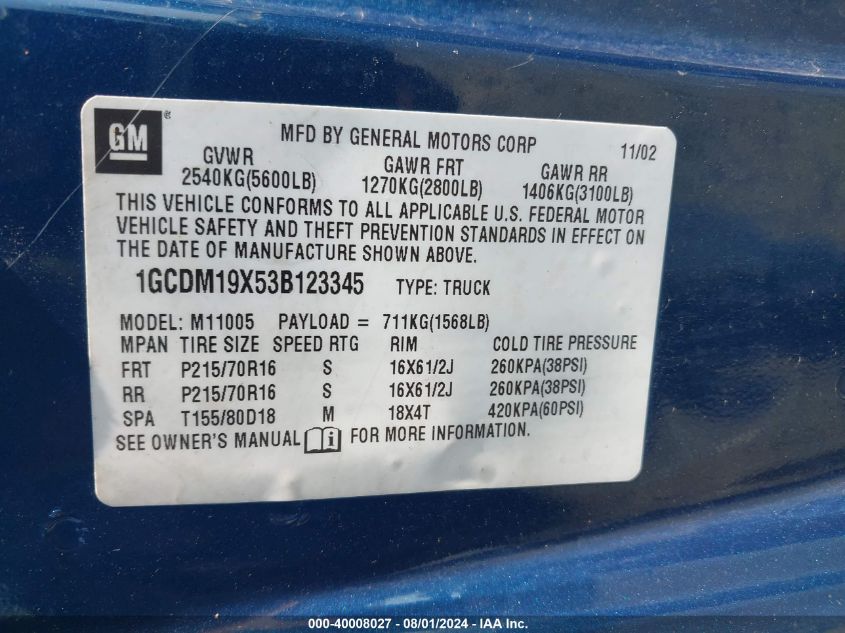 GM ® MFD BY GENERAL MOTORS CORP 11/02
GVWR GAWR FRT GAWR RR
2540KG(5600LB) 1270KG(2800LB) 1406KG(3100LB)
THIS VEHICLE CONFORMS TO ALL APPLICABLE U.S. FEDERAL MOTOR
VEHICLE SAFETY AND THEFT PREVENTION STANDARDS IN EFFECT ON
THE DATE OF MANUFACTURE SHOWN ABOVE.
1GCDM19X53B123345 TYPE: TRUCK
MODEL: M11005 PAYLOAD = 711KG(1568LB)
MPAN TIRE SIZE SPEED RTG RIM COLD TIRE PRESSURE
FRT P215/70R16 S 16X61/2J 260KPA(38PSI)
RR P215/70R16 S 16X61/2J 260KPA(38PSI)
SPA T155/80D18 M 18X4T 420KPA(60PSI)
SEE OWNER'S MANUAL i FOR MORE INFORMATION.
000-40008027 - 08/01/2024 - IAA Inc.